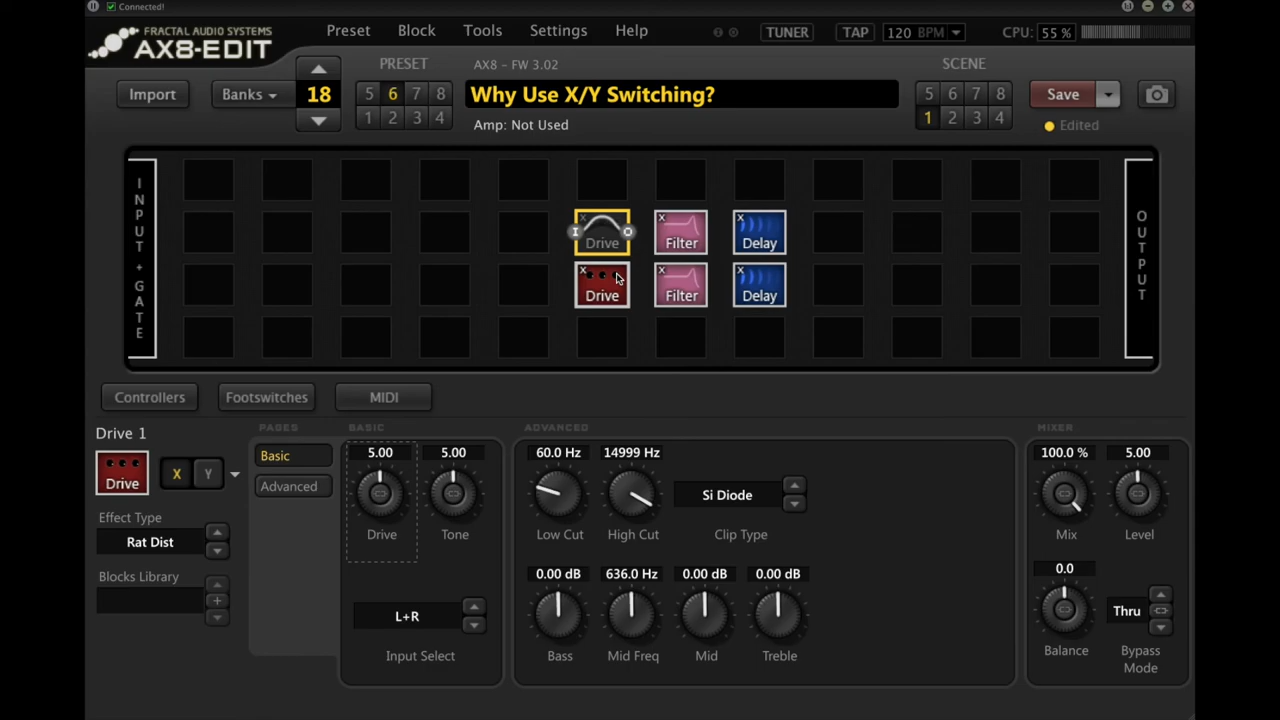 Connected!
FRACTAL AUDIO SYSTEMS
AX8-EDIT
Preset Block Tools Settings Help
TUNER TAP 120 BPM CPU: 55 %
PRESET AX8 - FW 3.02 SCENE
Import Banks 18
5 6 7 8
1 2 3 4
Why Use X/Y Switching?
Amp: Not Used
5 6 7 8
1 2 3 4
Save
Edited
INPUT + GATE
X Drive X Filter X Delay
X Drive X Filter X Delay
OUTPUT
Controllers Footswitches MIDI
Drive 1
Drive X Y
Effect Type
Rat Dist
Blocks Library
PAGES
Basic
Advanced
BASIC
5.00 5.00
Drive Tone
L+R
Input Select
ADVANCED
60.0 Hz 14999 Hz
Si Diode
Low Cut High Cut Clip Type
0.00 dB 636.0 Hz 0.00 dB 0.00 dB
Bass Mid Freq Mid Treble
MIXER
100.0 % 5.00
Mix Level
0.0
Thru
Balance Bypass
Mode